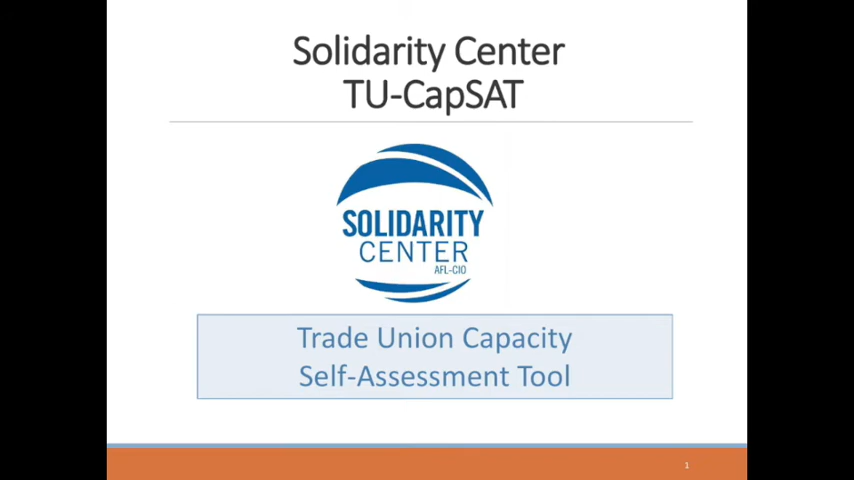 Solidarity Center
TU-CapSAT
SOLIDARITY
CENTER
AFL-CIO
Trade Union Capacity
Self-Assessment Tool
1